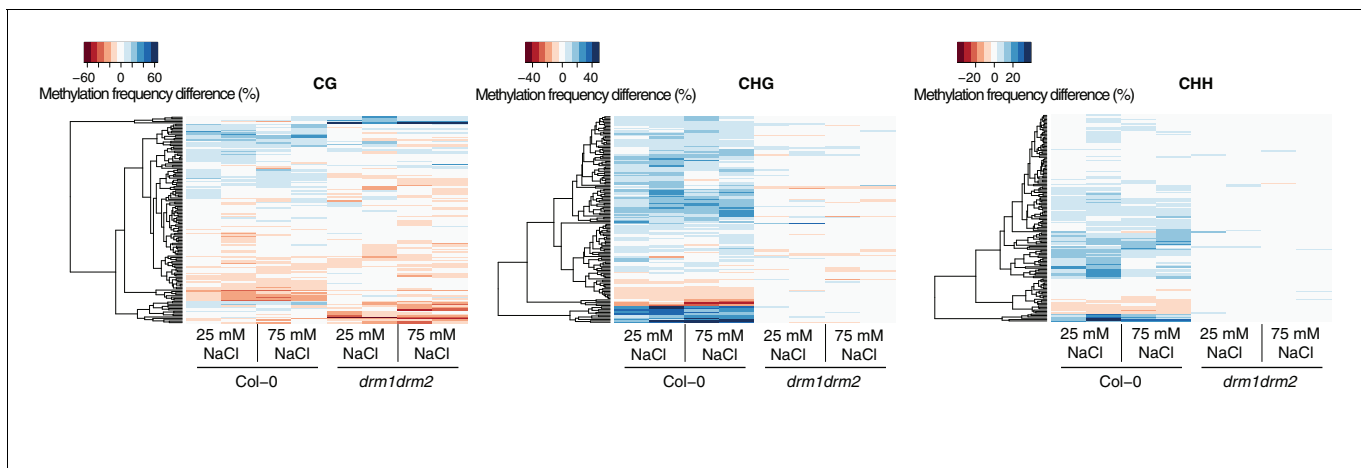 −60 0 60
Methylation frequency difference (%)
CG
25 mM NaCl
75 mM NaCl
25 mM NaCl
75 mM NaCl
Col−0
drm1drm2
−40 0 40
Methylation frequency difference (%)
CHG
25 mM NaCl
75 mM NaCl
25 mM NaCl
75 mM NaCl
Col−0
drm1drm2
−20 0 20
Methylation frequency difference (%)
CHH
25 mM NaCl
75 mM NaCl
25 mM NaCl
75 mM NaCl
Col−0
drm1drm2